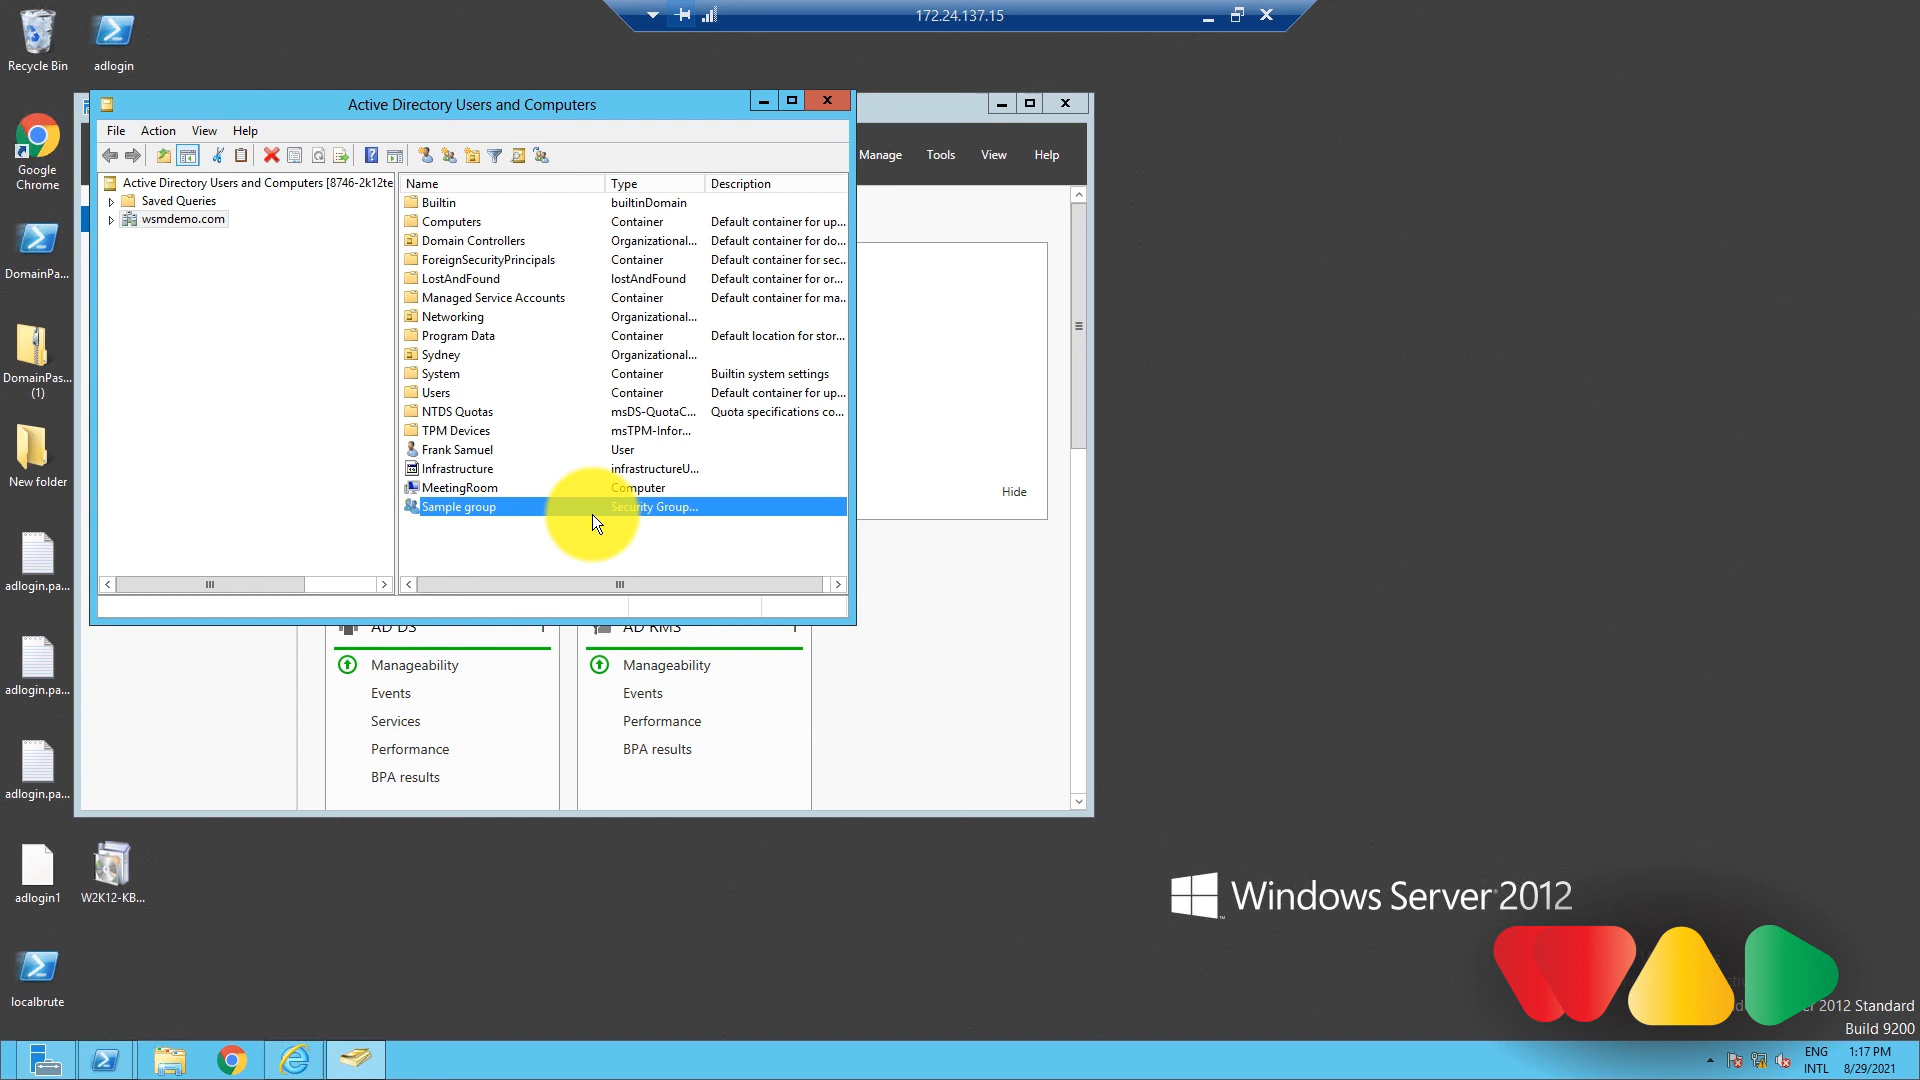 172.24.137.15
Recycle Bin
adlogin
Google
Chrome
DomainPa...
DomainPas...
(1)
New folder
adlogin.pa...
adlogin.pa...
adlogin.pa...
adlogin1
W2K12-KB...
localbrute
Active Directory Users and Computers
File Action View Help
Active Directory Users and Computers [8746-2k12te
Saved Queries
wsmdemo.com
Name Type Description
Builtin builtinDomain
Computers Container Default container for up...
Domain Controllers Organizational... Default container for do...
ForeignSecurityPrincipals Container Default container for sec...
LostAndFound lostAndFound Default container for or...
Managed Service Accounts Container Default container for ma...
Networking Organizational...
Program Data Container Default location for stor...
Sydney Organizational...
System Container Builtin system settings
Users Container Default container for up...
NTDS Quotas msDS-QuotaC... Quota specifications co...
TPM Devices msTPM-Infor...
Frank Samuel User
Infrastructure infrastructureU...
MeetingRoom Computer
Sample group Security Group...
Manage Tools View Help
Hide
AD DS 1
Manageability
Events
Services
Performance
BPA results
AD RMS 1
Manageability
Events
Performance
BPA results
Windows Server 2012
2012 Standard
Build 9200
ENG
INTL
1:17 PM
8/29/2021